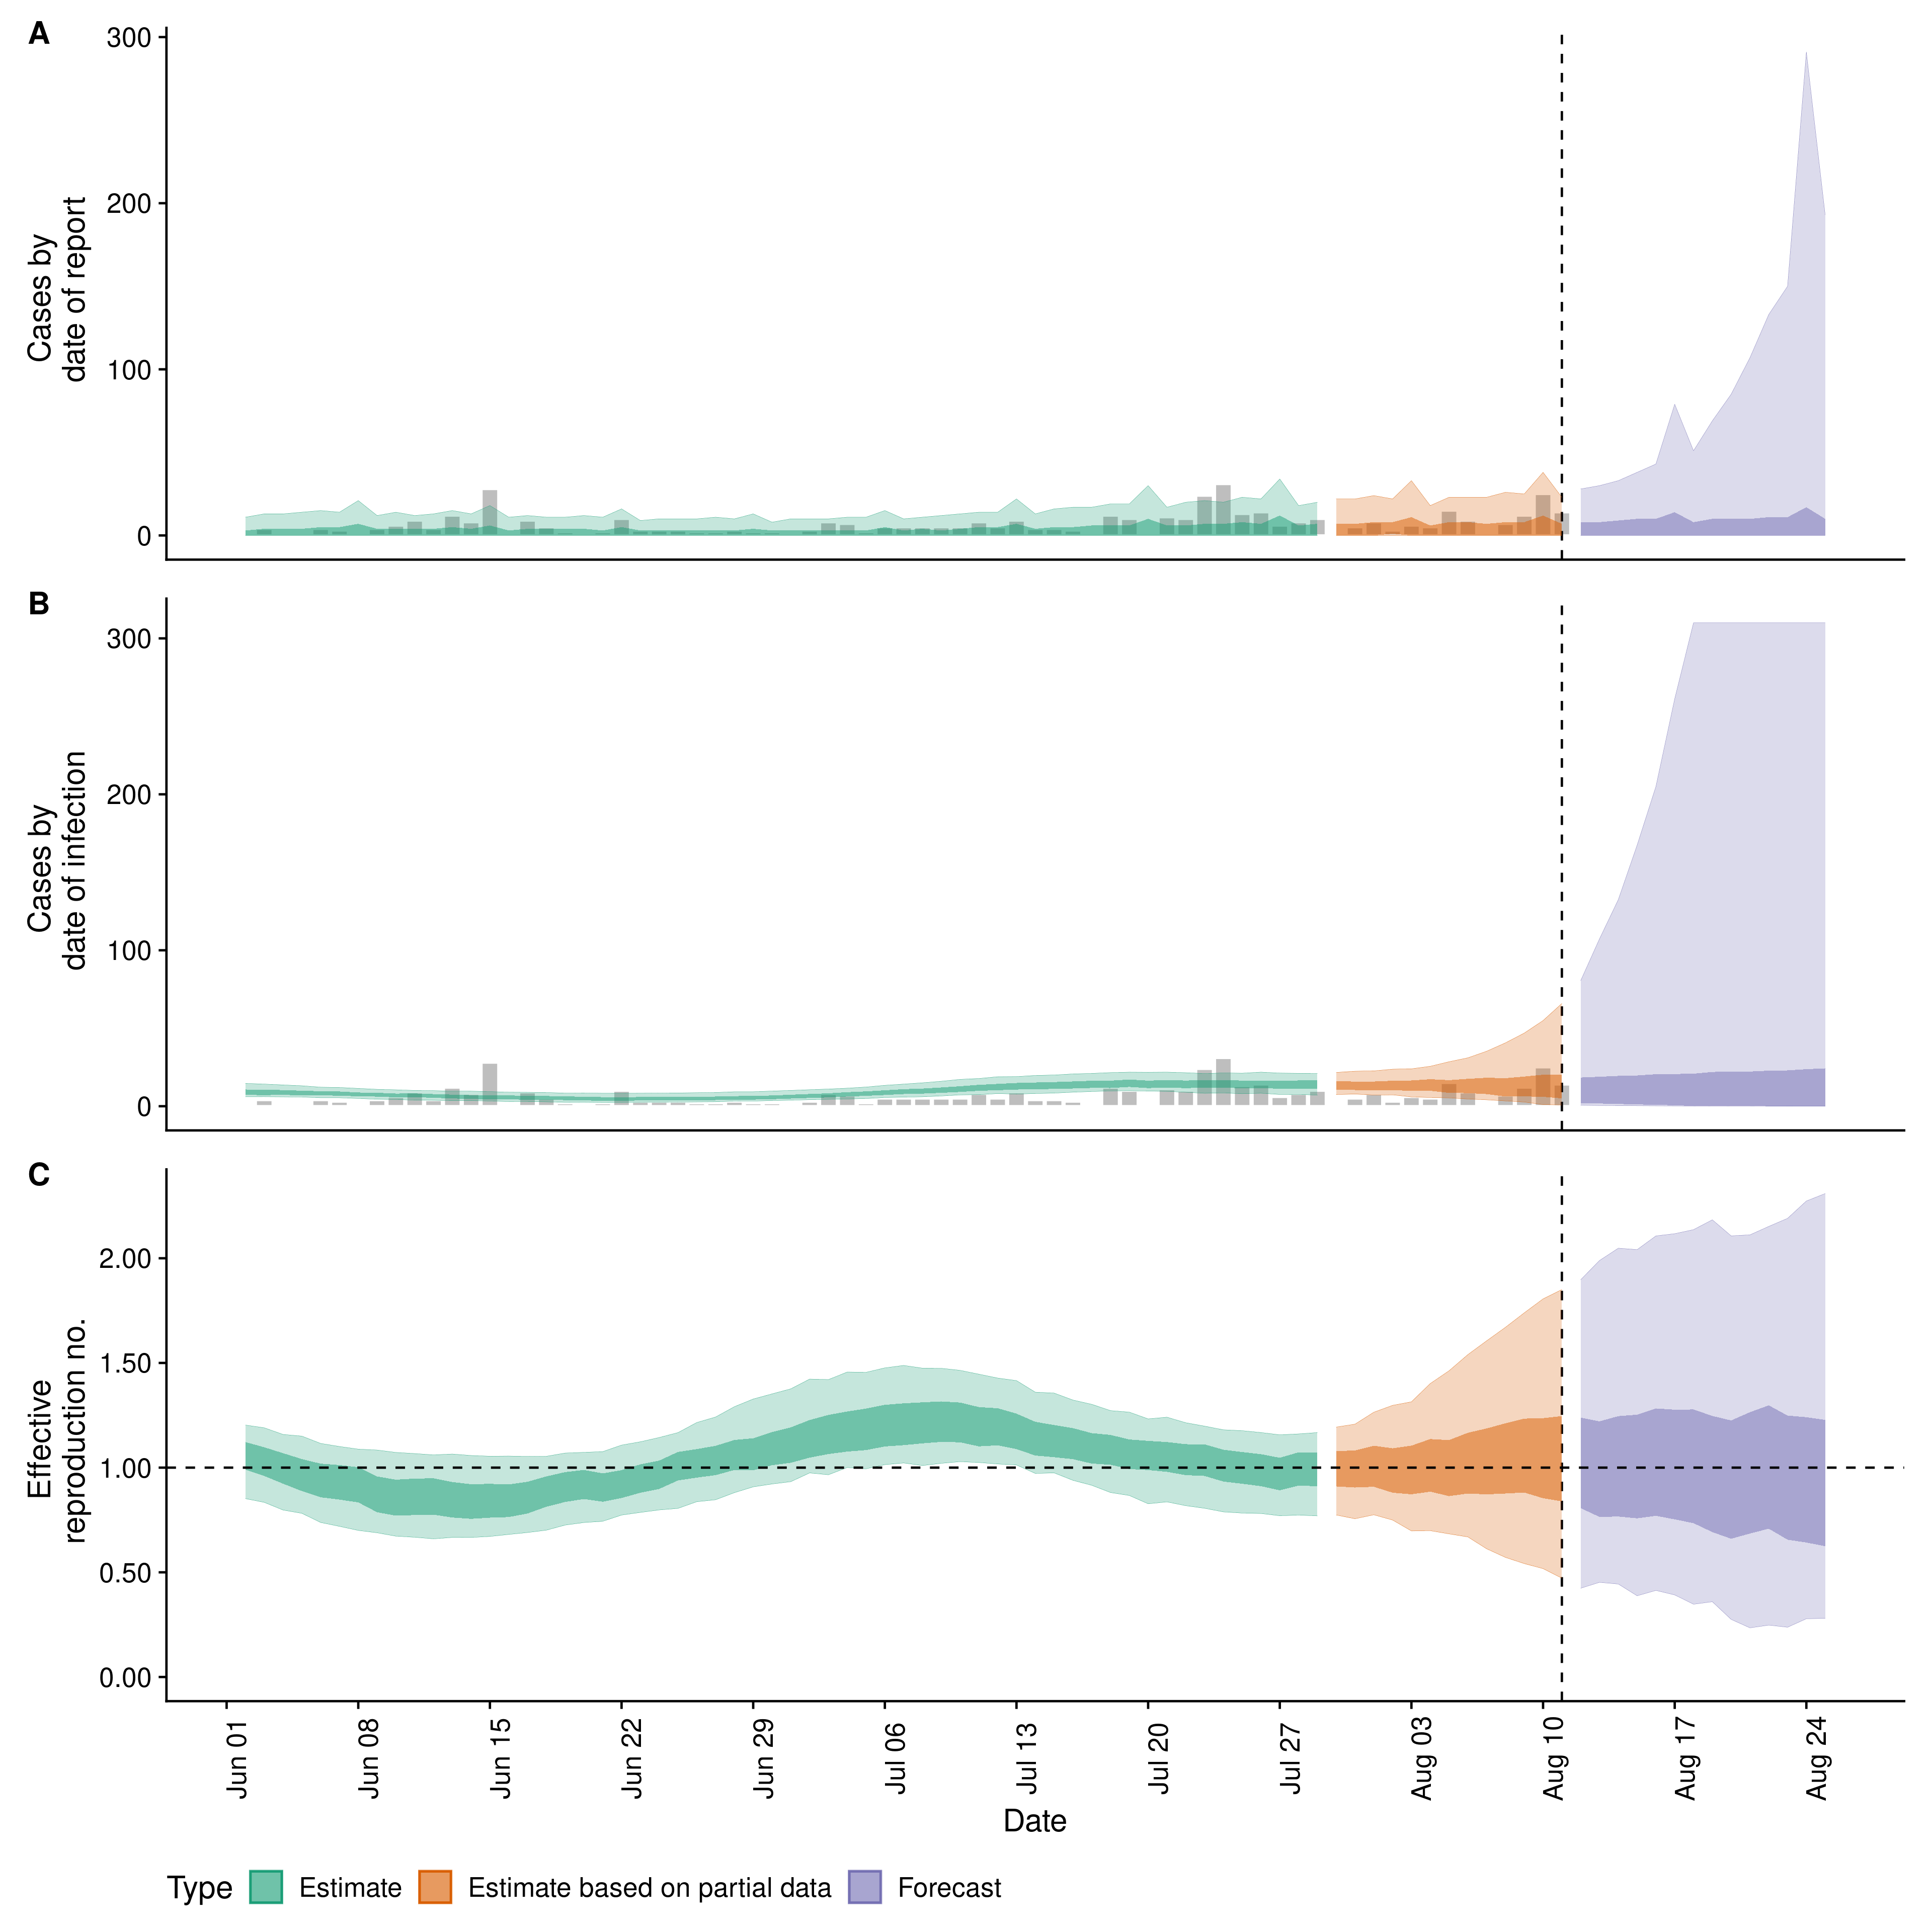 A
300
200
100
0
Cases by
date of report
B
300
200
100
0
Cases by
date of infection
C
2.00
1.50
1.00
0.50
0.00
Effective
reproduction no.
Jun 01
Jun 08
Jun 15
Jun 22
Jun 29
Jul 06
Jul 13
Jul 20
Jul 27
Aug 03
Aug 10
Aug 17
Aug 24
Date
Type Estimate Estimate based on partial data Forecast